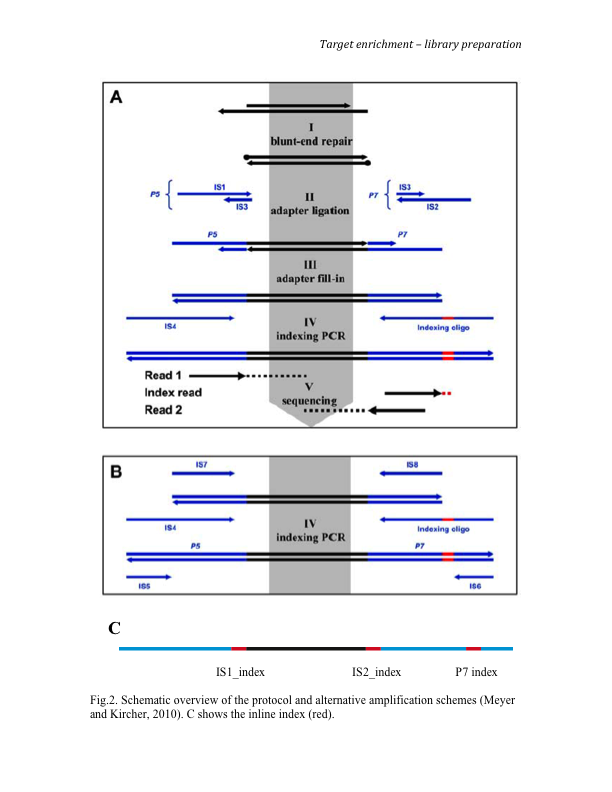 Target enrichment – library preparation
A
I
blunt-end repair
P5 { IS1 IS3
II
adapter ligation
P7 { IS3 IS2
P5 P7
III
adapter fill-in
IS4
IV
indexing PCR
Indexing oligo
Read 1
Index read
Read 2
V
sequencing
B
IS7 IS8
IS4
IV
indexing PCR
Indexing oligo
P5 P7
IS5 IS6
C
IS1_index IS2_index P7 index
Fig.2. Schematic overview of the protocol and alternative amplification schemes (Meyer
and Kircher, 2010). C shows the inline index (red).